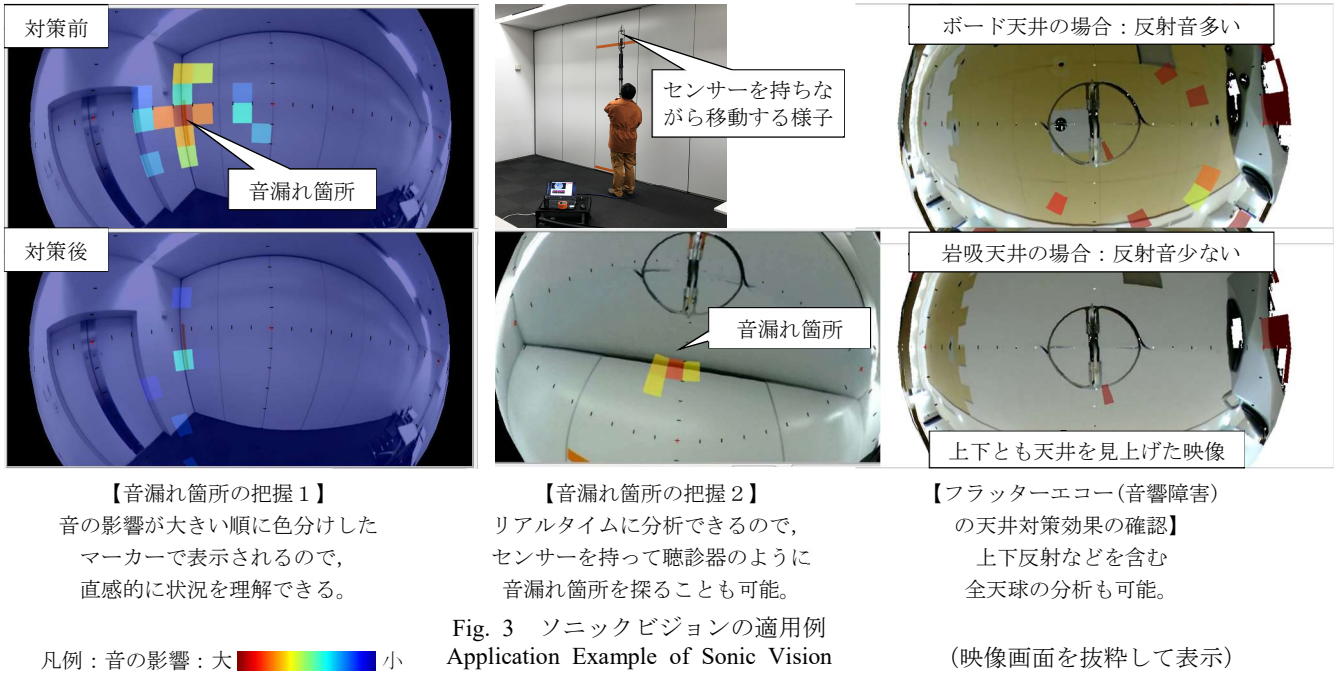 対策前
音漏れ箇所
対策後
センサーを持ちな
がら移動する様子
音漏れ箇所
ボード天井の場合：反射音多い
岩吸天井の場合：反射音少ない
上下とも天井を見上げた映像
【音漏れ箇所の把握１】
音の影響が大きい順に色分けした
マーカーで表示されるので，
直感的に状況を理解できる。
【音漏れ箇所の把握２】
リアルタイムに分析できるので，
センサーを持って聴診器のように
音漏れ箇所を探ることも可能。
【フラッターエコー(音響障害)
の天井対策効果の確認】
上下反射などを含む
全天球の分析も可能。
Fig. 3　ソニックビジョンの適用例
Application Example of Sonic Vision
凡例：音の影響：大 小
（映像画面を抜粋して表示）